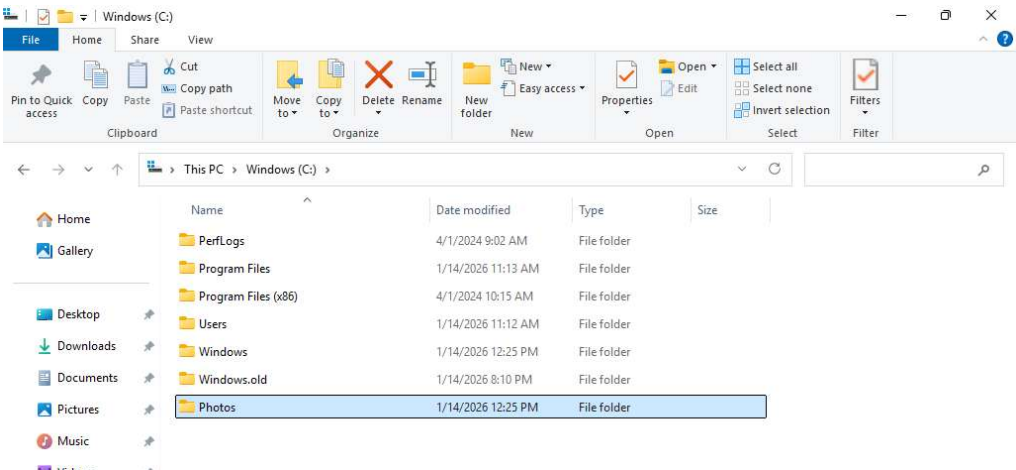 Windows (C:)
File Home Share View
Pin to Quick access
Copy
Paste
Cut
Copy path
Paste shortcut
Clipboard
Move to
Copy to
Delete
Rename
Organize
New folder
New
Easy access
New
Properties
Open
Edit
Open
Select all
Select none
Invert selection
Select
Filters
Filter
This PC > Windows (C:) >
Name Date modified Type Size
Home
Gallery
Desktop
Downloads
Documents
Pictures
Music
PerfLogs 4/1/2024 9:02 AM File folder
Program Files 1/14/2026 11:13 AM File folder
Program Files (x86) 4/1/2024 10:15 AM File folder
Users 1/14/2026 11:12 AM File folder
Windows 1/14/2026 12:25 PM File folder
Windows.old 1/14/2026 8:10 PM File folder
Photos 1/14/2026 12:25 PM File folder